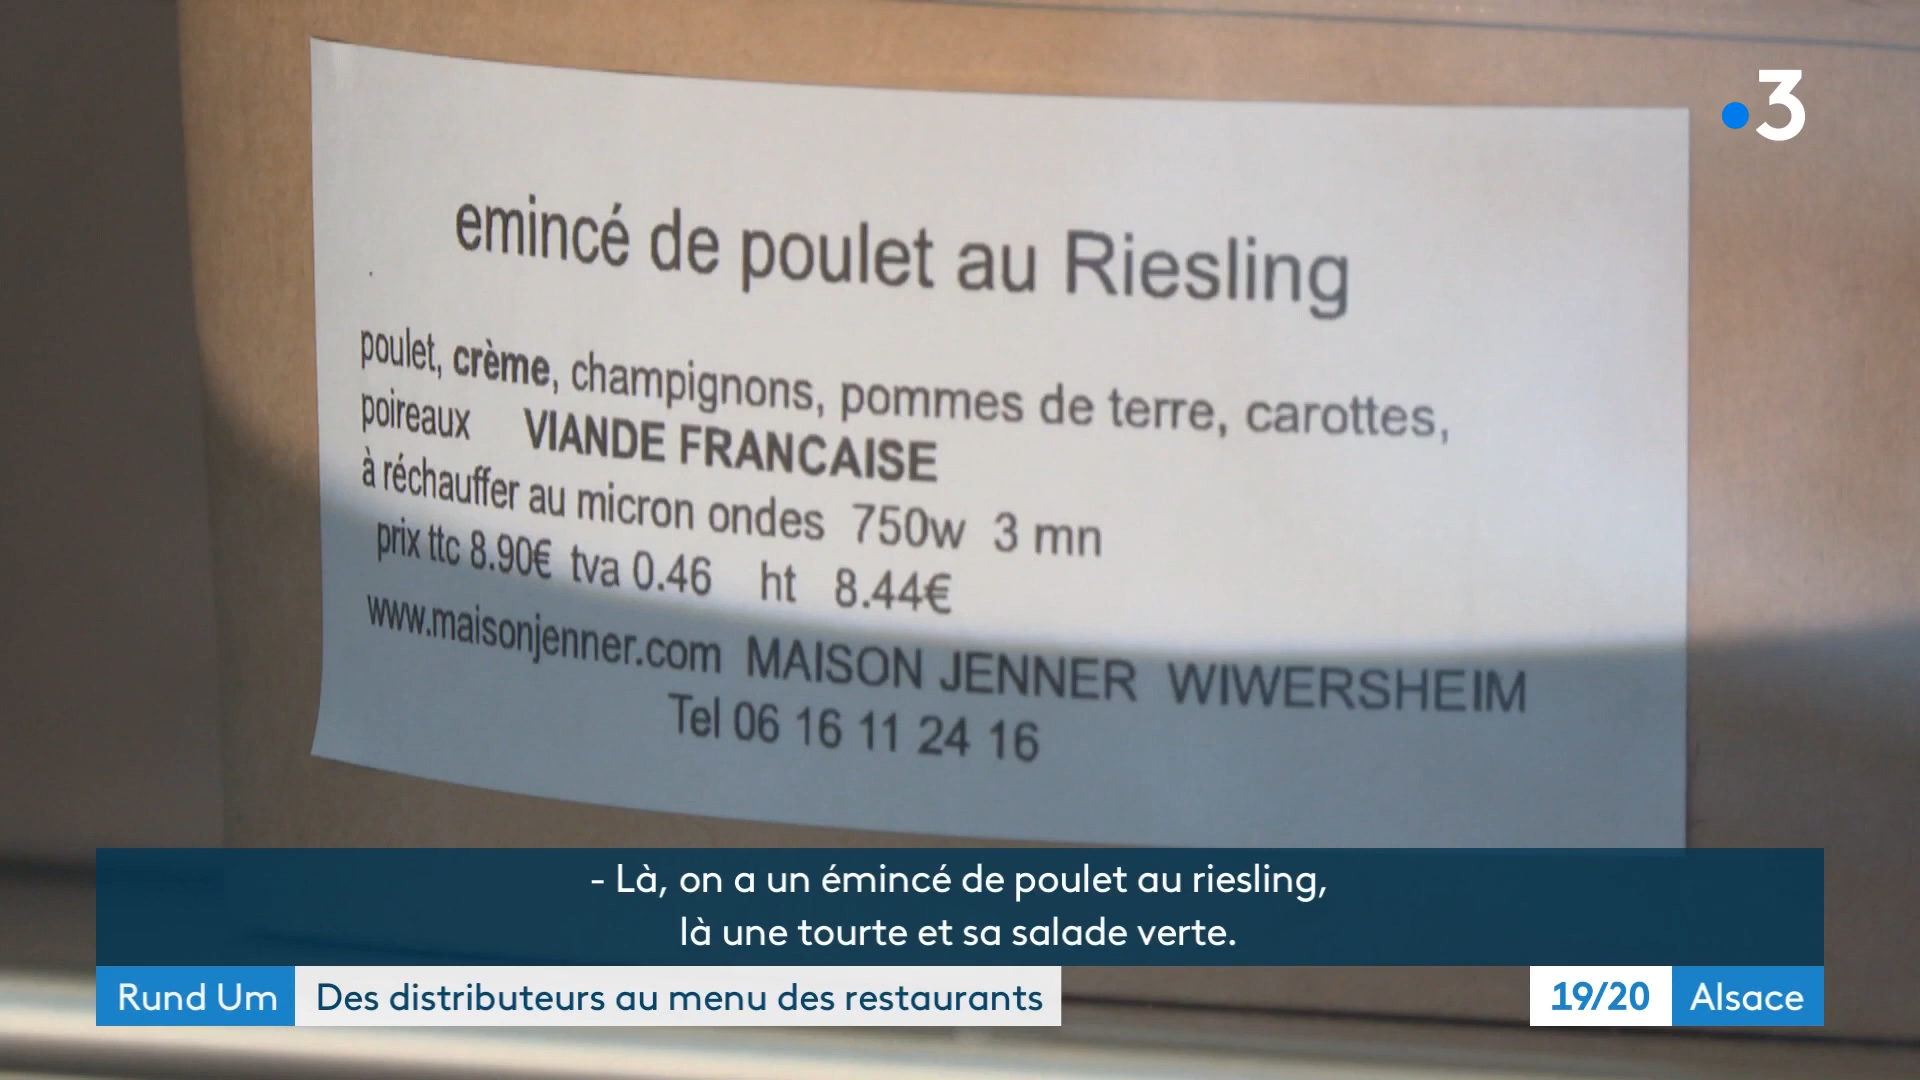 3
emincé de poulet au Riesling
poulet, crème, champignons, pommes de terre, carottes,
poireaux VIANDE FRANCAISE
à réchauffer au micron ondes 750w 3 mn
prix ttc 8.90€ tva 0.46 ht 8.44€
www.maisonjenner.com MAISON JENNER WIWERSHEIM
Tel 06 16 11 24 16
- Là, on a un émincé de poulet au riesling,
là une tourte et sa salade verte.
Rund Um Des distributeurs au menu des restaurants 19/20 Alsace